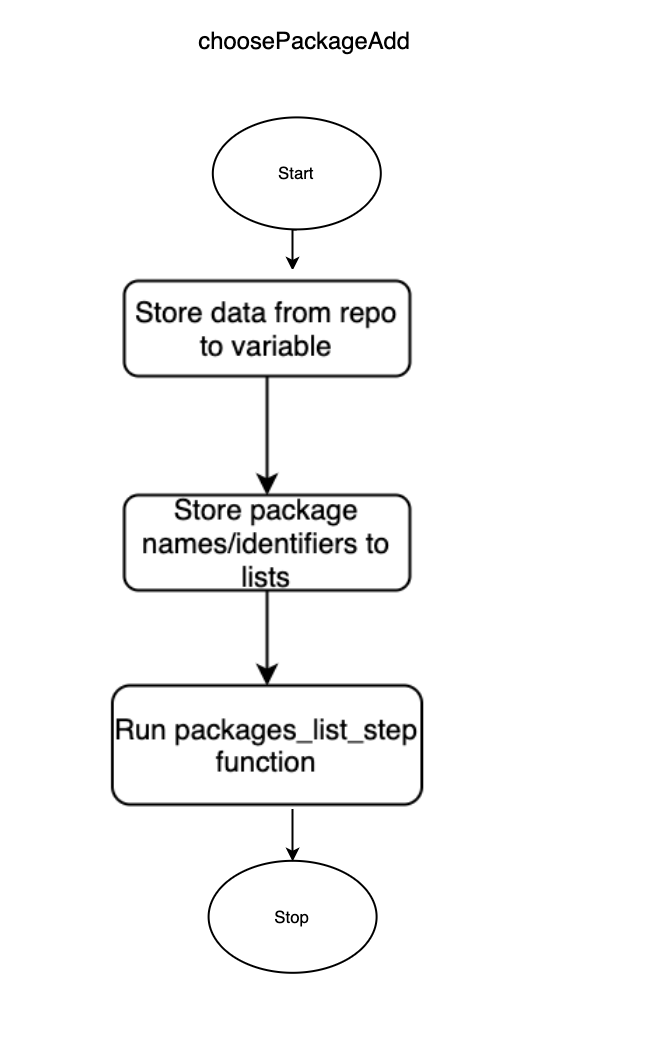 choosePackageAdd
Start
Store data from repo
to variable
Store package
names/identifiers to
lists
Run packages_list_step
function
Stop